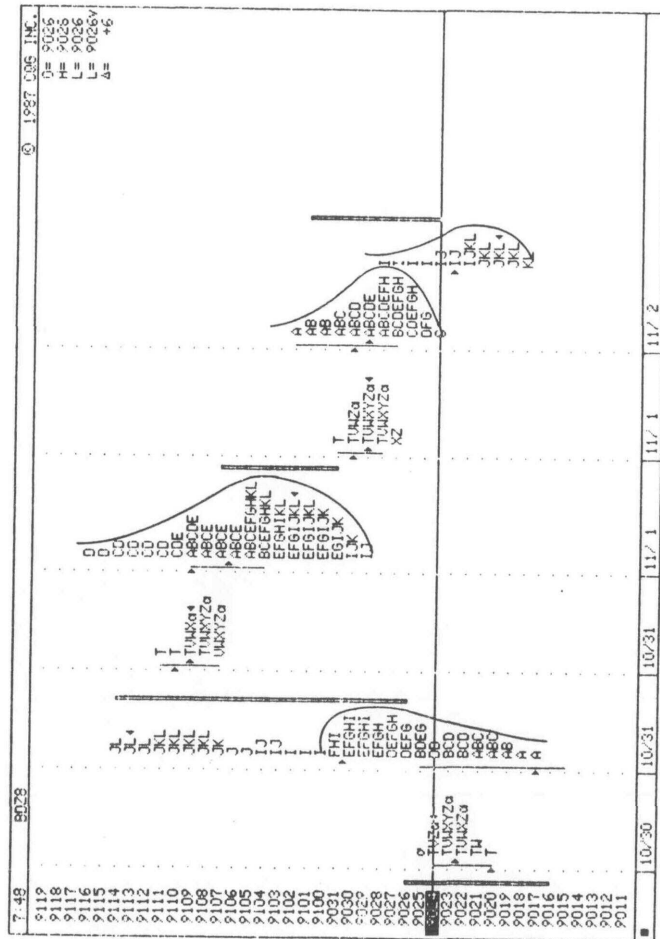 7:48 BDZ8 © 1987 CQG INC.
O= 9026
H= 9026
L= 9026
L= 9026V
Δ= +6
9119
9118
9117
9116
9115
9114
9113
9112
9111
9110
9109
9108
9107
9106
9105
9104
9103
9102
9101
9100
9031
9030
9029
9028
9027
9026
9025
9023
9022
9021
9020
9019
9018
9017
9016
9015
9014
9013
9012
9011
TVWXYZa
TVWXZa
TW
T
JL
JL
JL
JKL
JKL
JKL
JK
J
J
IJ
IJ
I
I
I
FHI
EFGHI
EFGHI
EFGH
DEFGH
DEFG
BDEG
BCD
BCD
ABC
ABC
AB
A
A
T
T
TVWXa
TVWXYZa
VWXYZa
D
D
CD
CD
CD
CD
CDE
ABCDE
ABCE
ABCE
ABCE
ABCEFGHKL
BCEFGHKL
EFGHIKL
EFGIJKL
EFGIJKL
EFGIJK
EGIJK
IJK
IJ
T
TVWZa
TVWXYZa
TVWXYZa
XZ
A
AB
AB
ABC
ABCD
ABCDE
ABCDEFH
BCDEFGH
CDEFGH
DFG
G
I
I
I
I
IJ
IJ
IJKL
JKL
JKL
JKL
KL
10/30 10/31 10/31 11/ 1 11/ 1 11/ 2